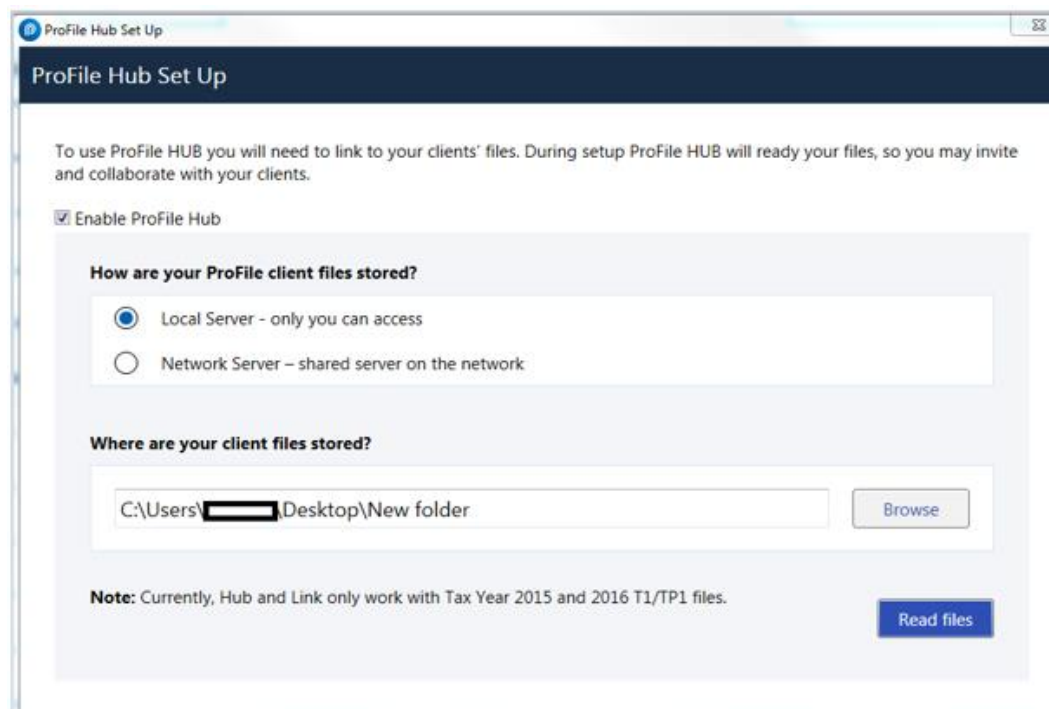 ProFile Hub Set Up
ProFile Hub Set Up
To use ProFile HUB you will need to link to your clients' files. During setup ProFile HUB will ready your files, so you may invite
and collaborate with your clients.
Enable ProFile Hub
How are your ProFile client files stored?
Local Server - only you can access
Network Server – shared server on the network
Where are your client files stored?
C:\Users\ \Desktop\New folder
Browse
Note: Currently, Hub and Link only work with Tax Year 2015 and 2016 T1/TP1 files.
Read files